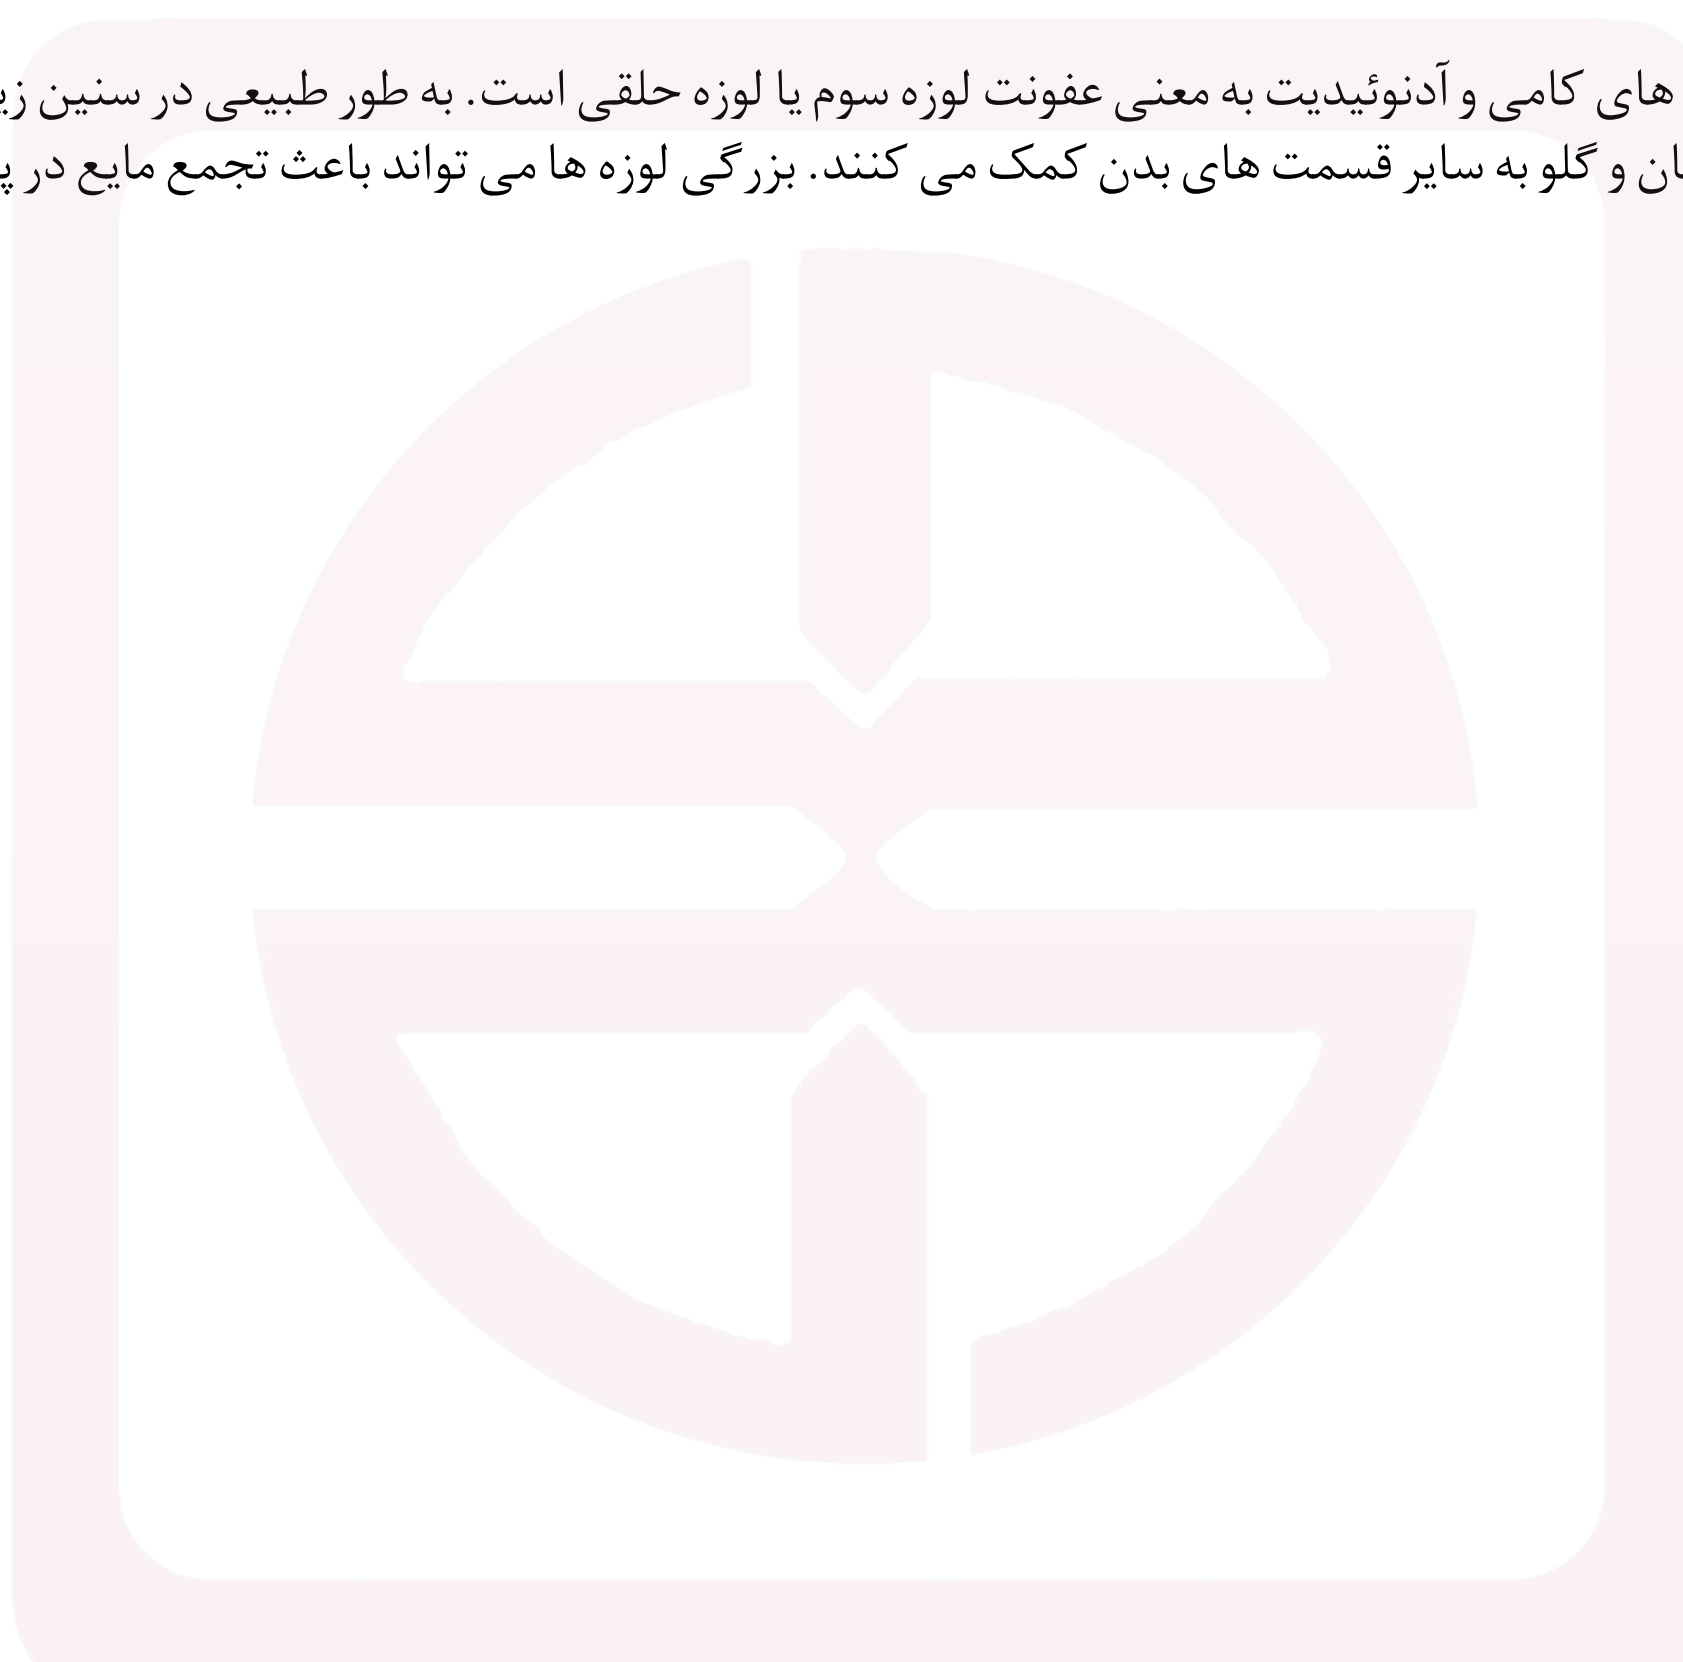 های کامی و آدنوئیدیت به معنی عفونت لوزه سوم یا لوزه حلقی است. به طور طبیعی در سنین
و گلو به سایر قسمت های بدن کمک می کنند. بزرگی لوزه ها می تواند باعث تجمع مایع در